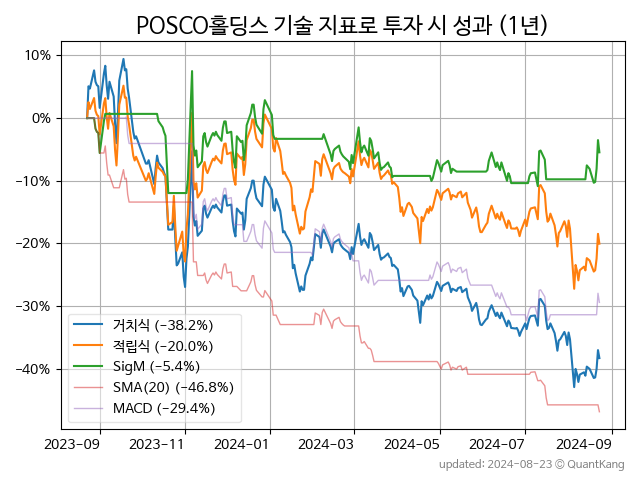 POSCO홀딩스 기술 지표로 투자 시 성과 (1년)
10%
0%
−10%
−20%
−30%
−40%
거치식 (−38.2%)
적립식 (−20.0%)
SigM (−5.4%)
SMA(20) (−46.8%)
MACD (−29.4%)
2023-09 2023-11 2024-01 2024-03 2024-05 2024-07 2024-09
updated: 2024-08-23 © QuantKang